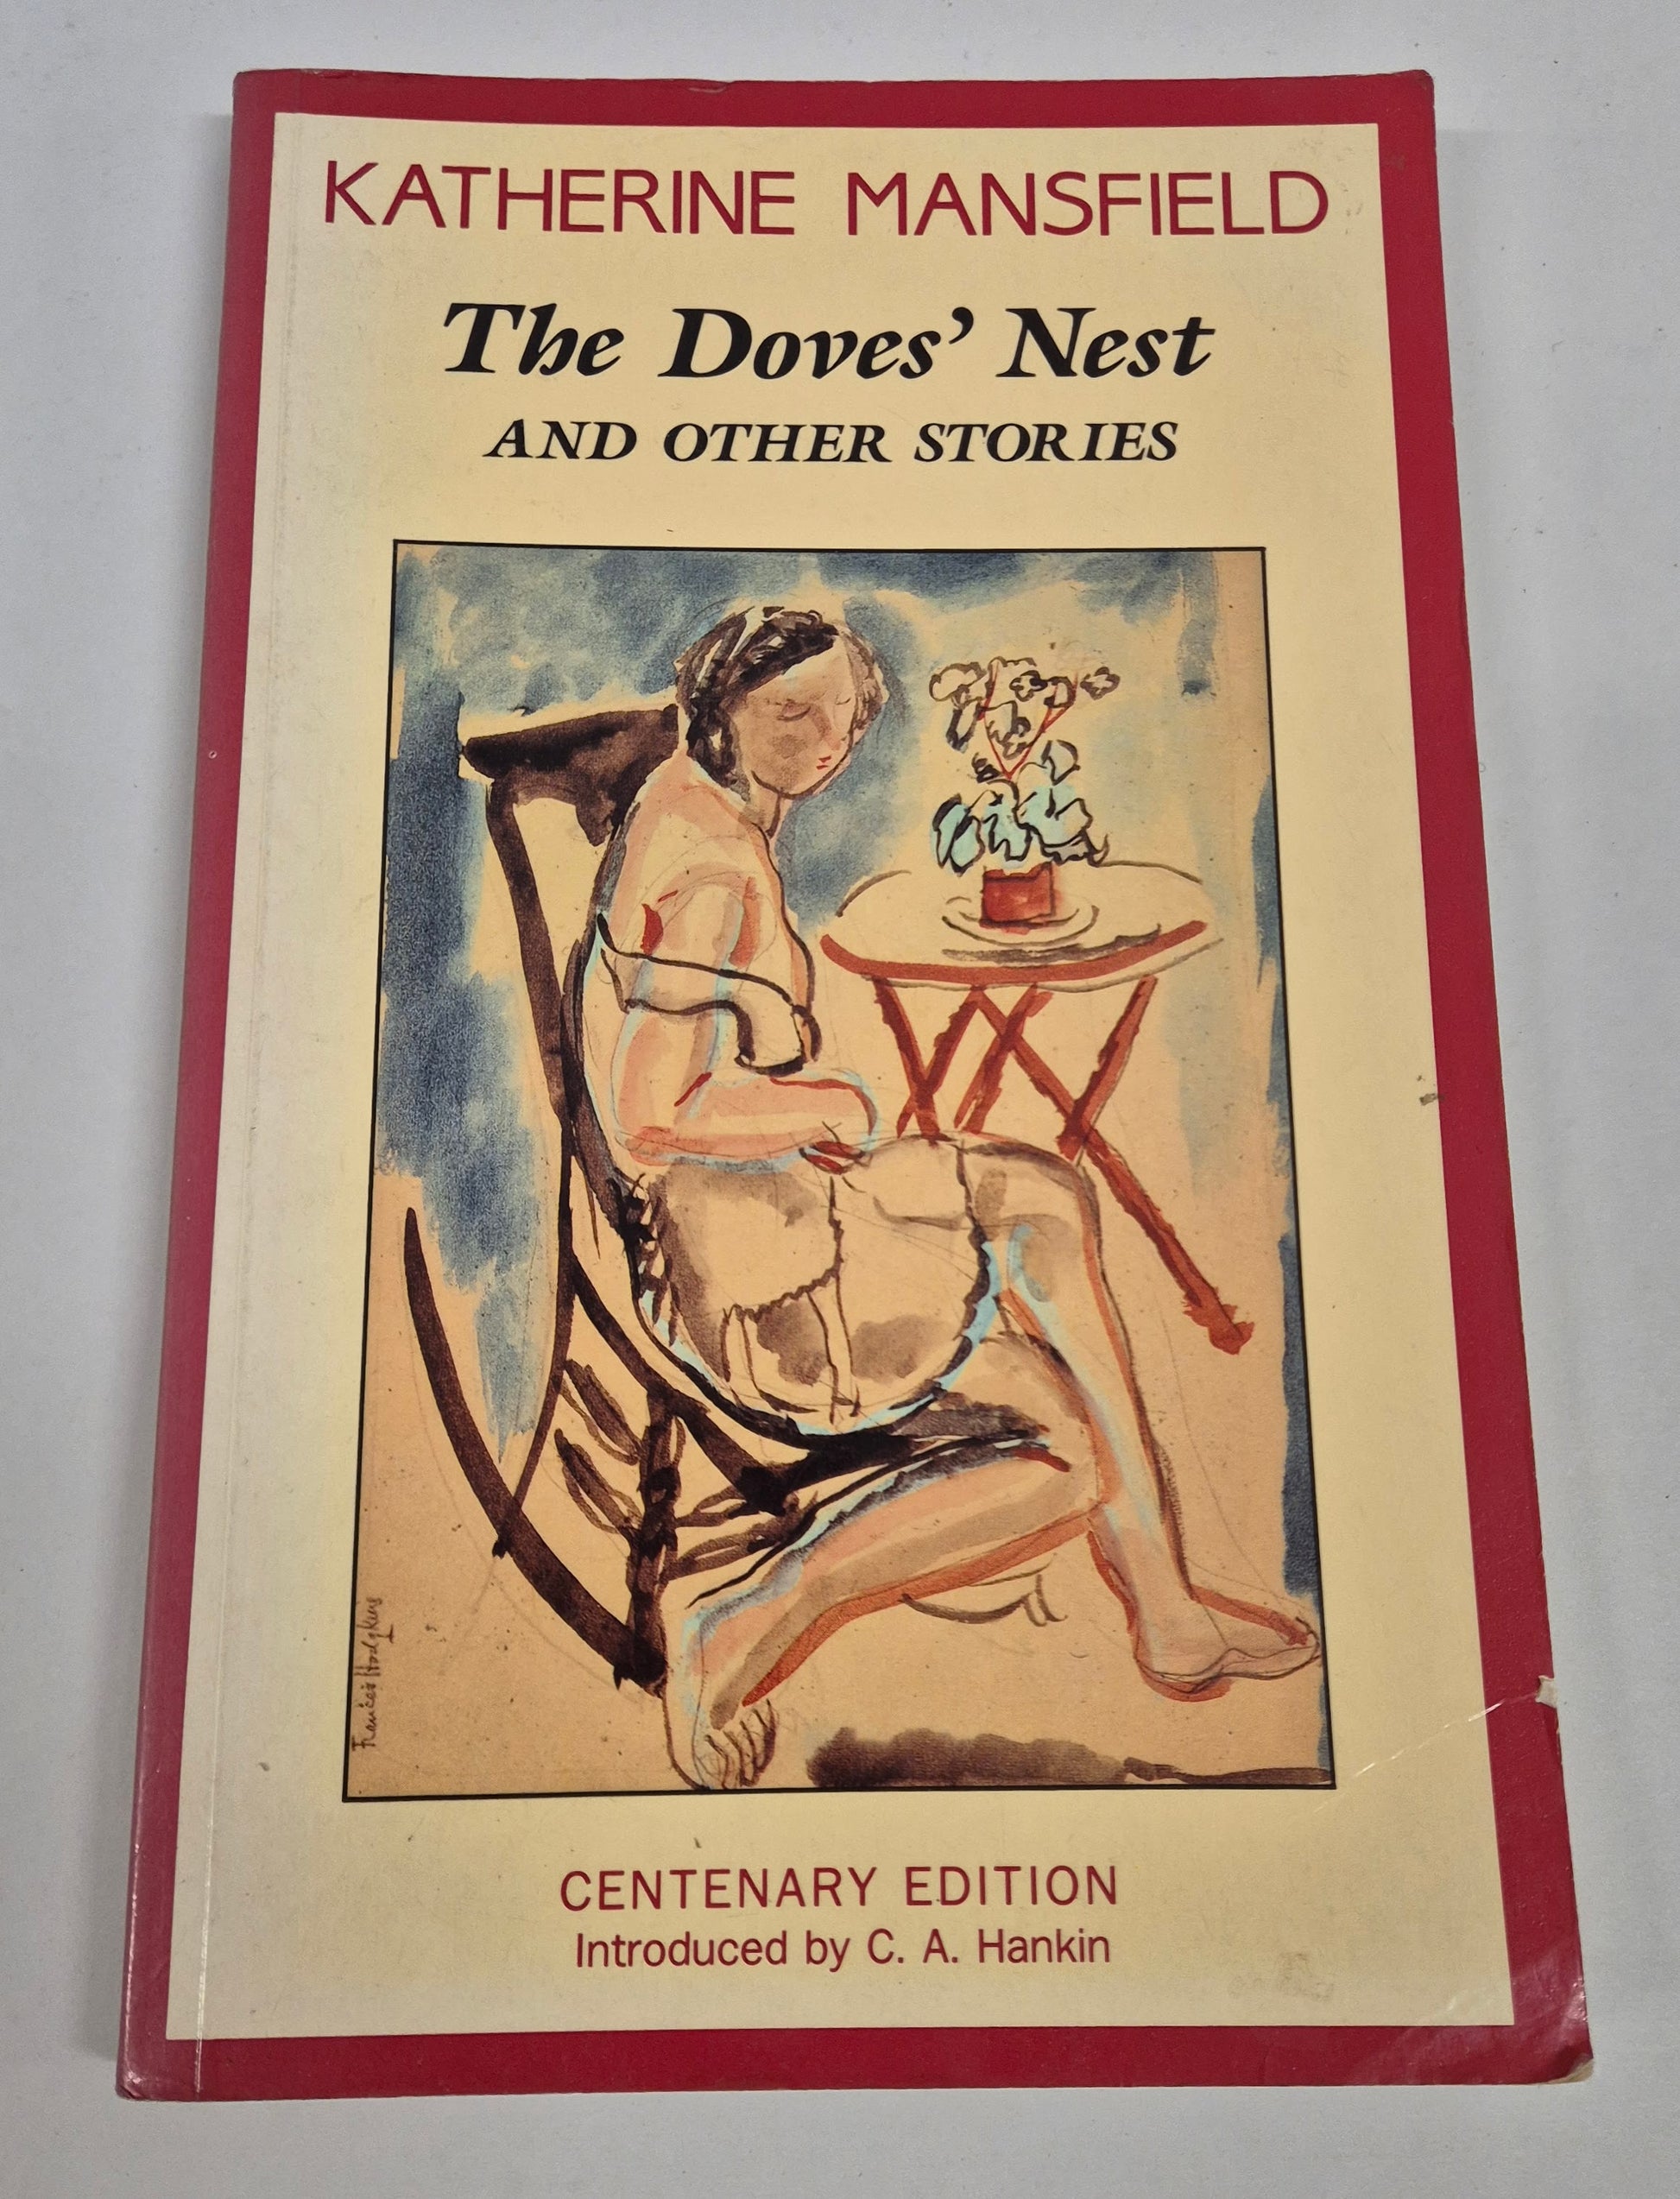 KATHERINE MANSFIELD
The Doves' Nest
AND OTHER STORIES
Frances Hodgkins
CENTENARY EDITION
Introduced by C. A. Hankin